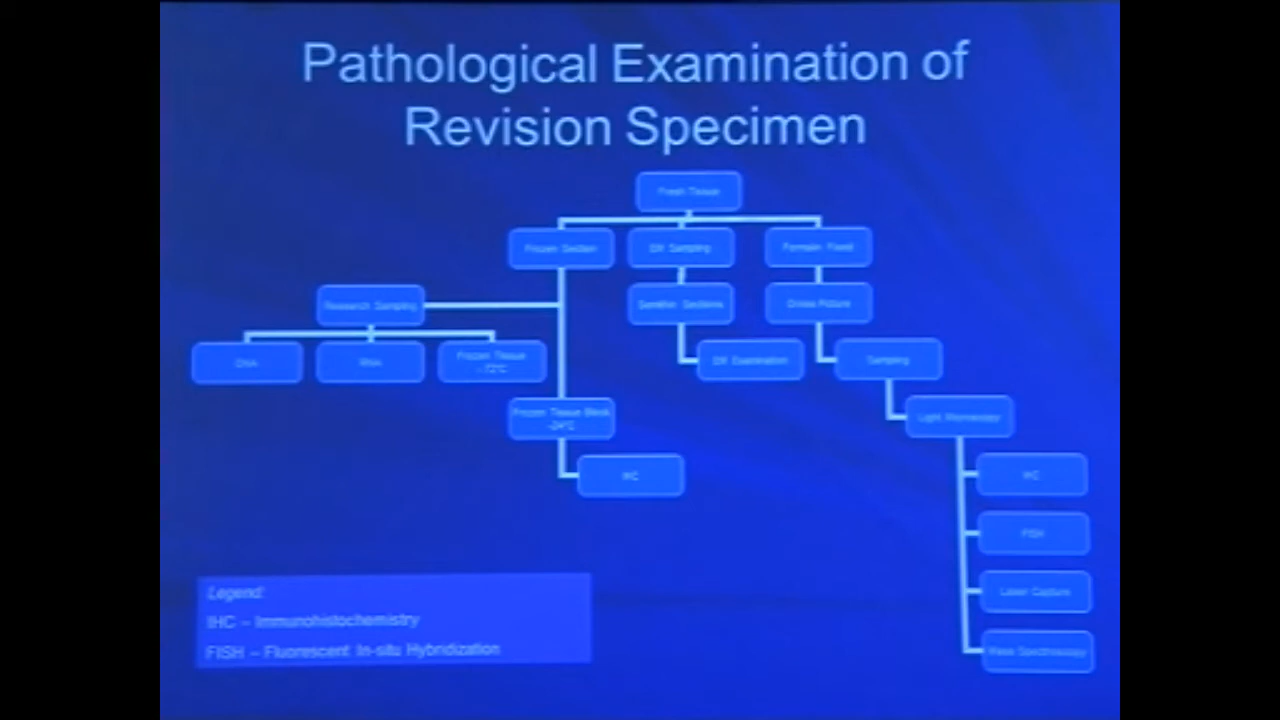 Pathological Examination of
Revision Specimen
Fresh Tissue
Frozen Section
EM Sampling
Formalin Fixed
Research Sampling
Semithin Sections
Gross Picture
DNA
RNA
Frozen Tissue
EM Examination
Sampling
Frozen Tissue Block
Light Microscopy
IHC
IHC
FISH
Laser Capture
Mass Spectroscopy
Legend:
IHC – Immunohistochemistry
FISH – Fluorescent In-situ Hybridization